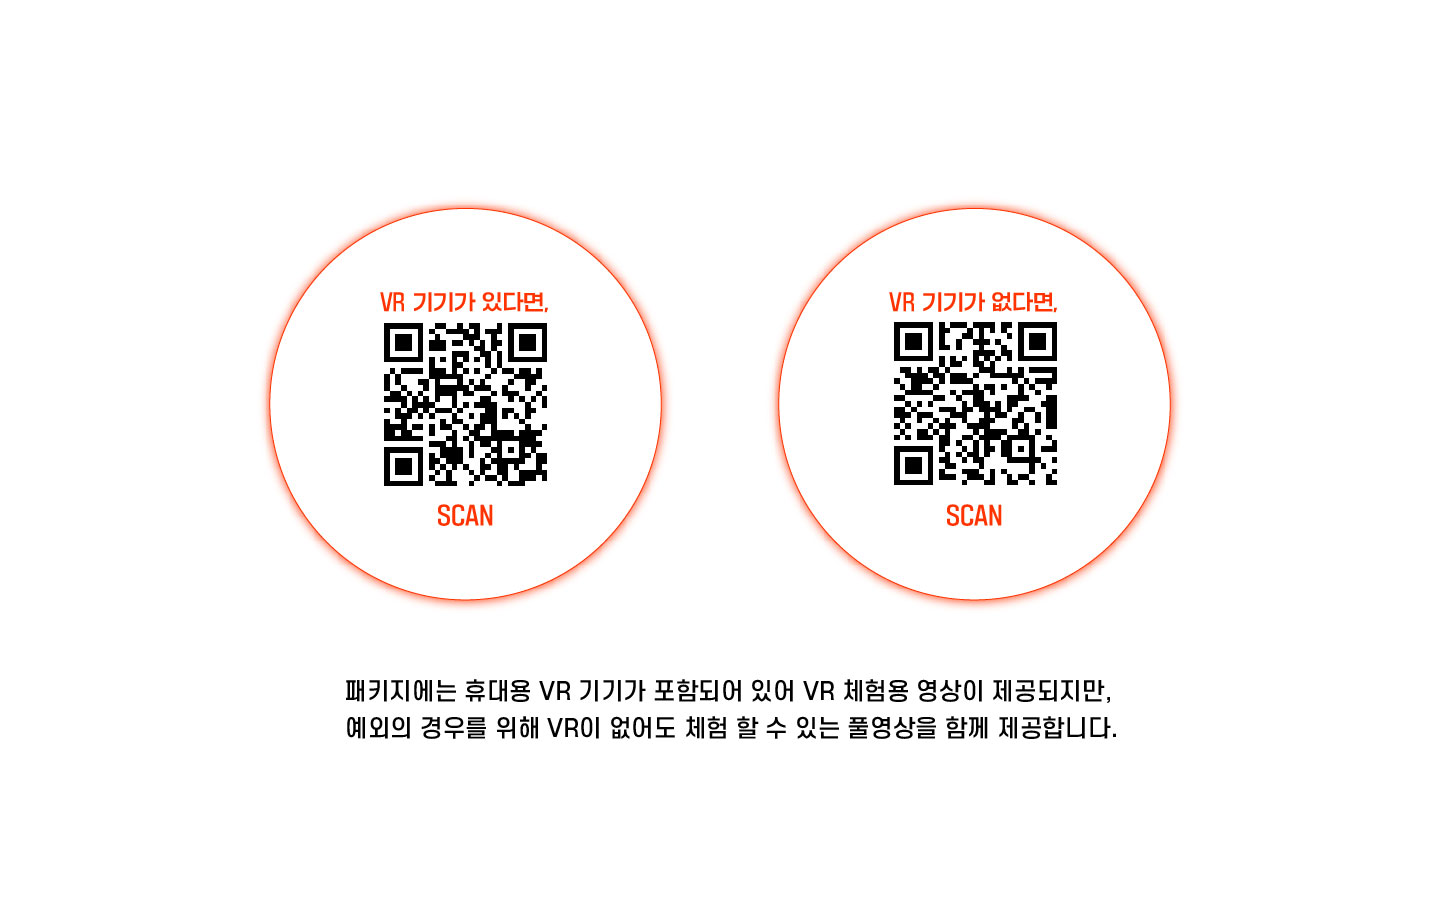 VR 기기가 있다면,
SCAN
VR 기기가 없다면,
SCAN
패키지에는 휴대용 VR 기기가 포함되어 있어 VR 체험용 영상이 제공되지만,
예외의 경우를 위해 VR이 없어도 체험 할 수 있는 풀영상을 함께 제공합니다.